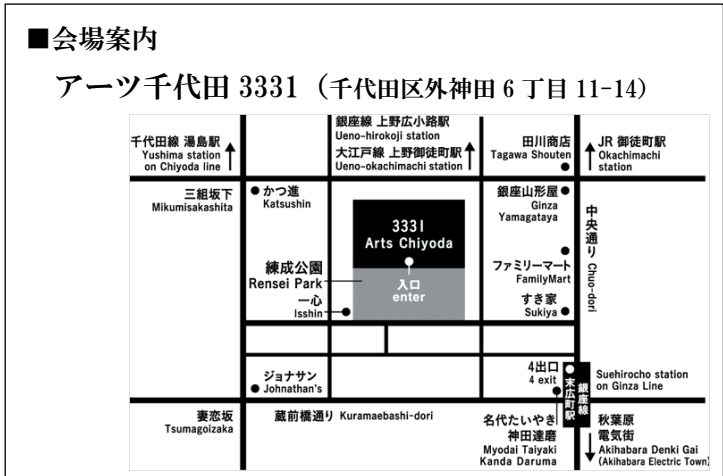 ■会場案内
アーツ千代田 3331（千代田区外神田 6 丁目 11-14）
千代田線 湯島駅
Yushima station
on Chiyoda line
銀座線 上野広小路駅
Ueno-hirokoji station
大江戸線 上野御徒町駅
Ueno-okachimachi station
田川商店
Tagawa Shouten
JR 御徒町駅
Okachimachi
station
三組坂下
Mikumisakashita
かつ進
Katsushin
3331
Arts Chiyoda
銀座山形屋
Ginza
Yamagataya
中央通り Chuo-dori
練成公園
Rensei Park
入口
enter
ファミリーマート
FamilyMart
一心
Isshin
すき家
Sukiya
ジョナサン
Johnathan's
4出口
4 exit
末広町駅
銀座線
Suehirocho station
on Ginza Line
妻恋坂
Tsumagoizaka
蔵前橋通り Kuramaebashi-dori
名代たいやき
神田達磨
Myodai Taiyaki
Kanda Daruma
秋葉原
電気街
Akihabara Denki Gai
(Akihabara Electric Town)